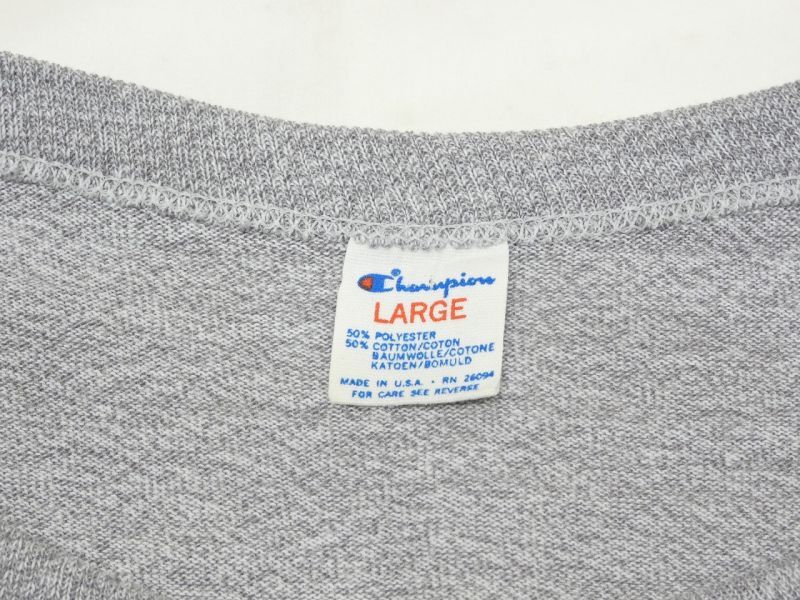 Champion®
LARGE
50% POLYESTER
50% COTTON/COTON
BAUMWOLLE/COTONE
KATOEN/BOMULD
MADE IN U.S.A. · RN 26094
FOR CARE SEE REVERSE